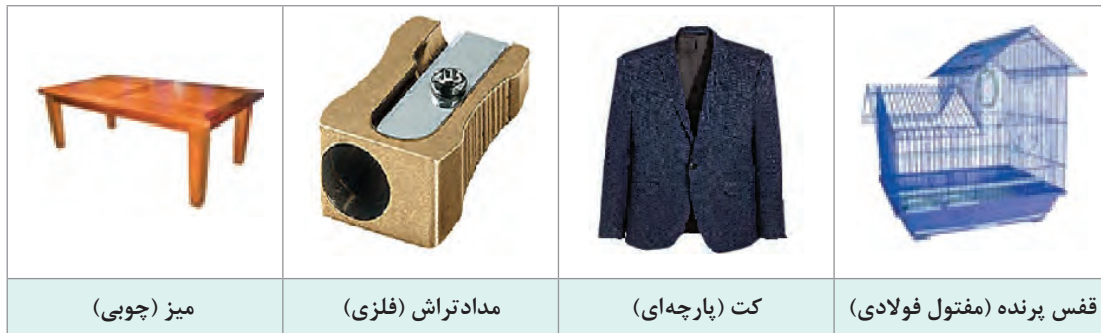 قفس پرنده (مفتول فولادی)
کت (پارچه‌ای)
مدادتراش (فلزی)
میز (چوبی)